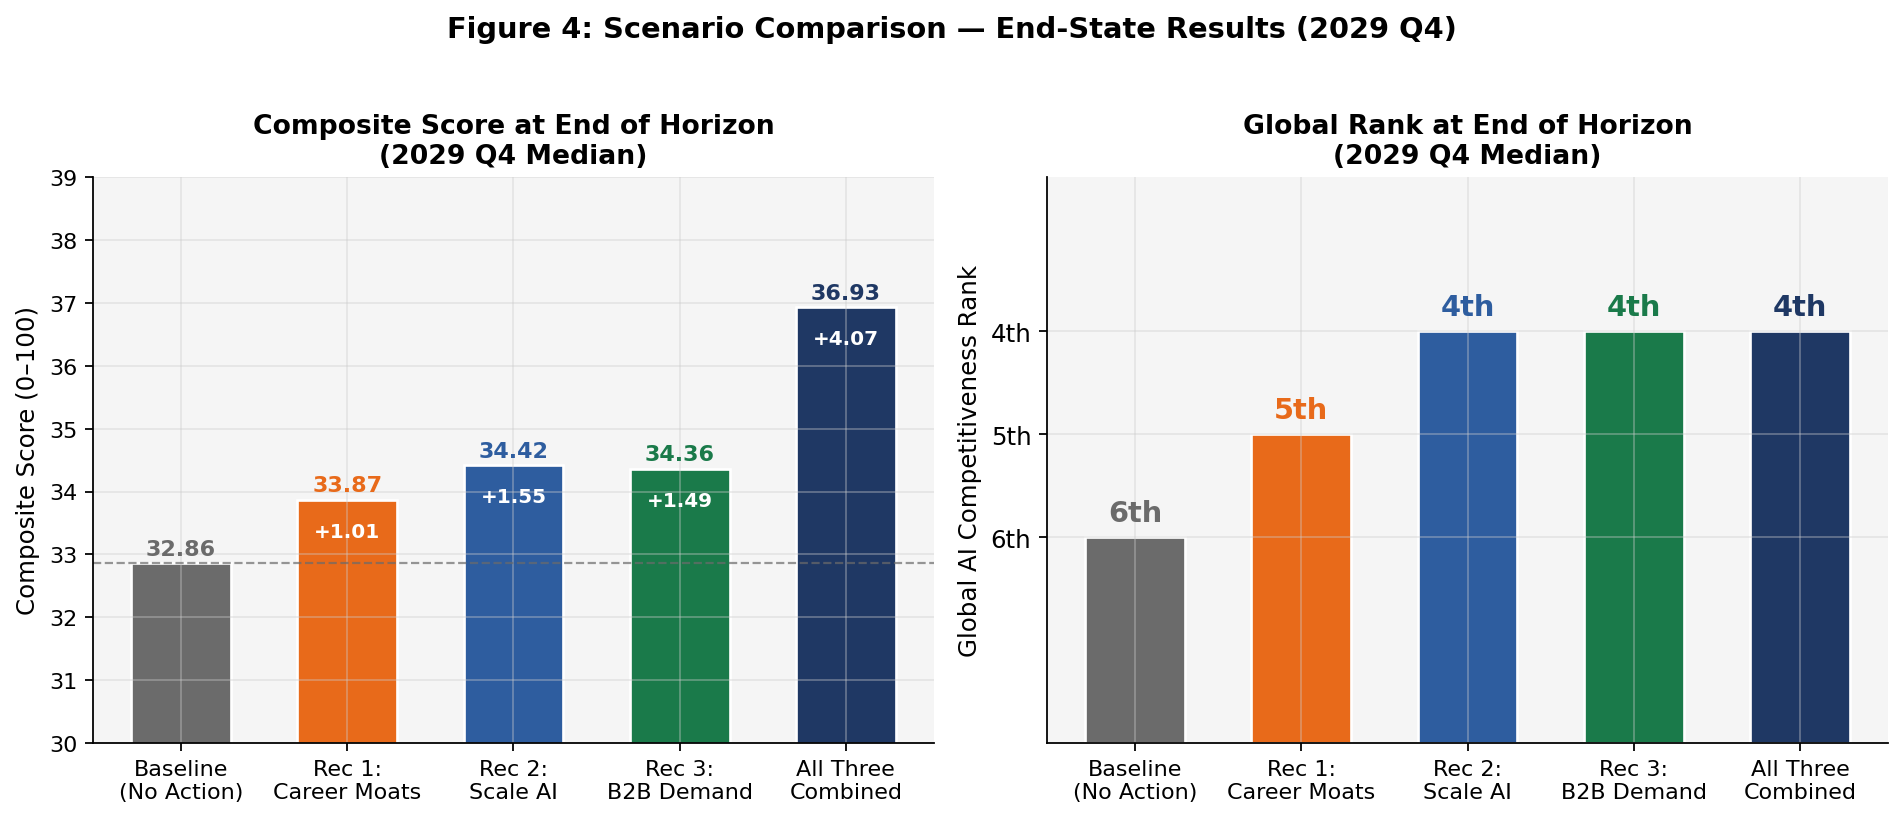 Figure 4: Scenario Comparison — End-State Results (2029 Q4)
Composite Score at End of Horizon
(2029 Q4 Median)
Composite Score (0–100)
39
38
37
36
35
34
33
32
31
30
32.86
33.87
+1.01
34.42
+1.55
34.36
+1.49
36.93
+4.07
Baseline
(No Action)
Rec 1:
Career Moats
Rec 2:
Scale AI
Rec 3:
B2B Demand
All Three
Combined
Global Rank at End of Horizon
(2029 Q4 Median)
Global AI Competitiveness Rank
4th
5th
6th
6th
5th
4th
4th
4th
Baseline
(No Action)
Rec 1:
Career Moats
Rec 2:
Scale AI
Rec 3:
B2B Demand
All Three
Combined